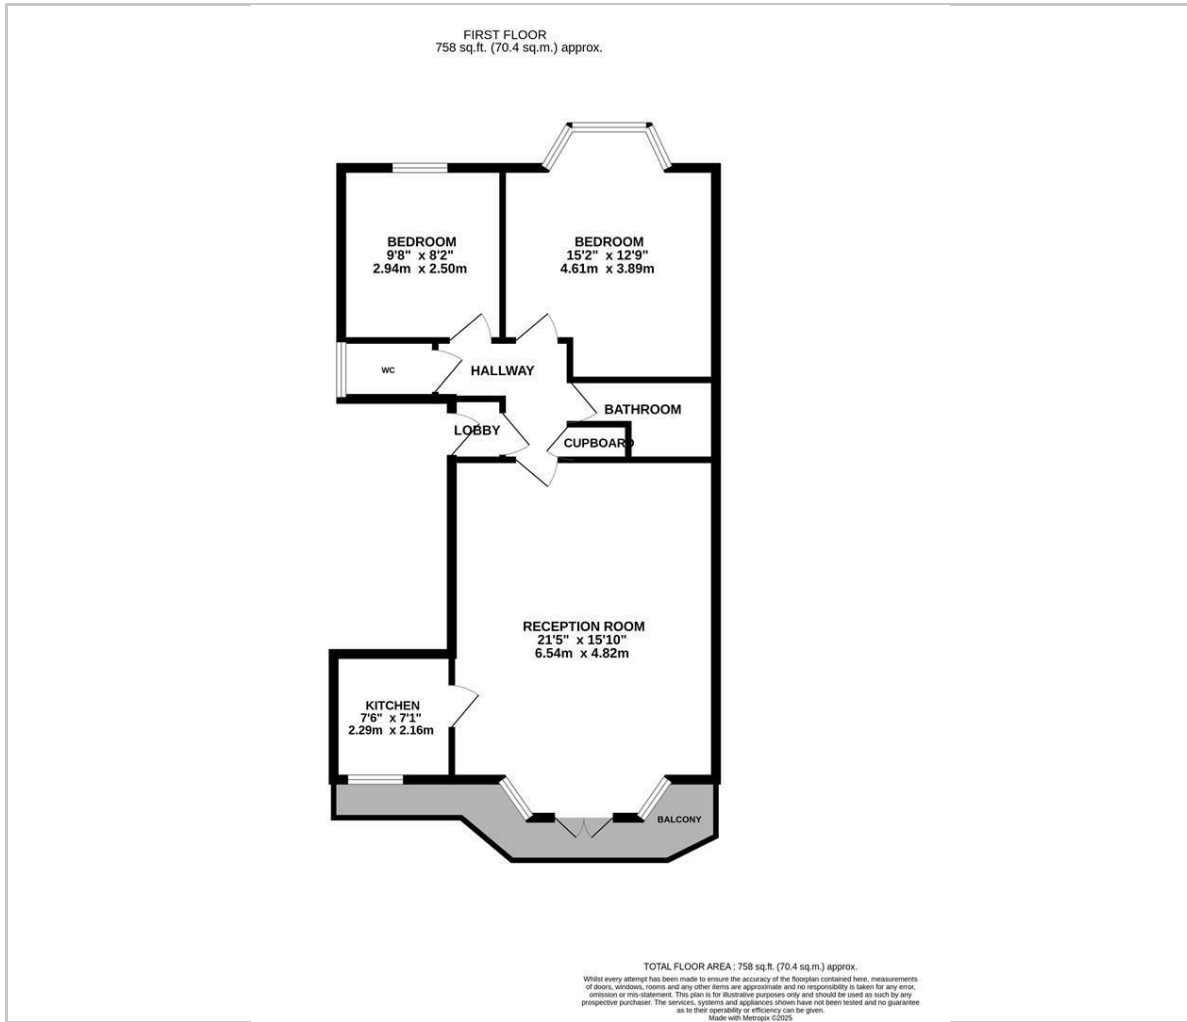 FIRST FLOOR
758 sq.ft. (70.4 sq.m.) approx.
BEDROOM
9'8" x 8'2"
2.94m x 2.50m
BEDROOM
15'2" x 12'9"
4.61m x 3.89m
WC
HALLWAY
BATHROOM
LOBBY
CUPBOARD
RECEPTION ROOM
21'5" x 15'10"
6.54m x 4.82m
KITCHEN
7'6" x 7'1"
2.29m x 2.16m
BALCONY
TOTAL FLOOR AREA : 758 sq.ft. (70.4 sq.m.) approx.
Whilst every attempt has been made to ensure the accuracy of the floorplan contained here, measurements
of doors, windows, rooms and any other items are approximate and no responsibility is taken for any error,
omission or mis-statement. This plan is for illustrative purposes only and should be used as such by any
prospective purchaser. The services, systems and appliances shown have not been tested and no guarantee
as to their operability or efficiency can be given.
Made with Metropix ©2025